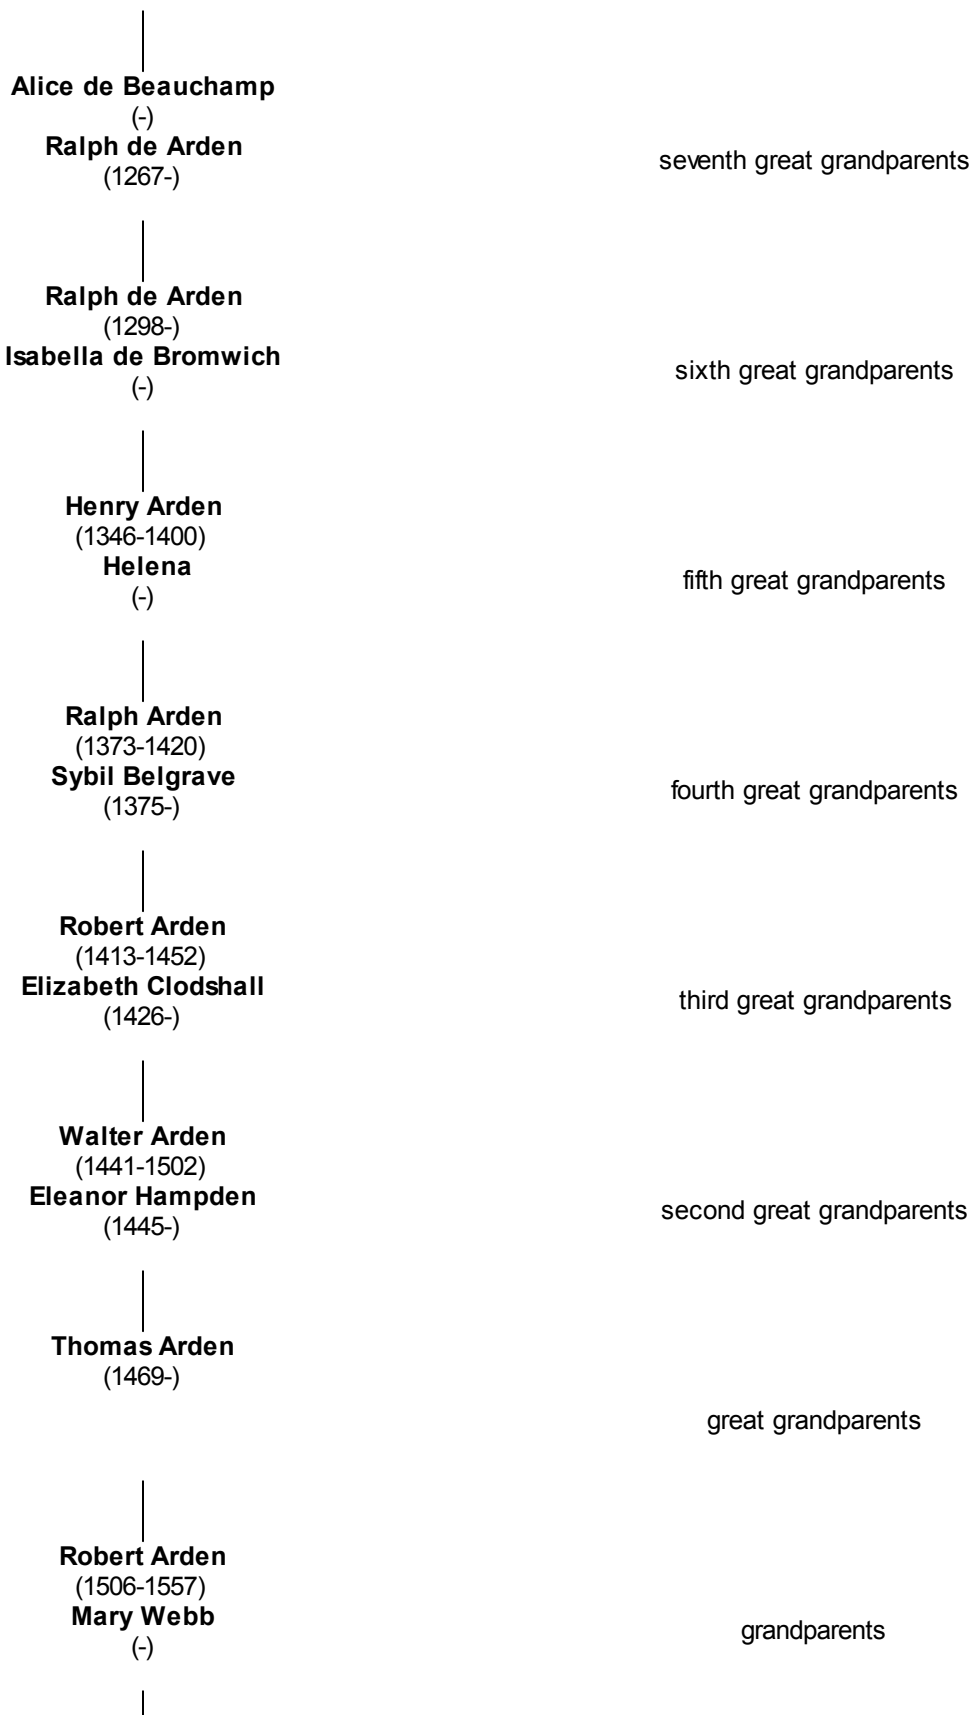 Alice de Beauchamp
(-)
Ralph de Arden
(1267-)
seventh great grandparents
Ralph de Arden
(1298-)
Isabella de Bromwich
(-)
sixth great grandparents
Henry Arden
(1346-1400)
Helena
(-)
fifth great grandparents
Ralph Arden
(1373-1420)
Sybil Belgrave
(1375-)
fourth great grandparents
Robert Arden
(1413-1452)
Elizabeth Clodshall
(1426-)
third great grandparents
Walter Arden
(1441-1502)
Eleanor Hampden
(1445-)
second great grandparents
Thomas Arden
(1469-)
great grandparents
Robert Arden
(1506-1557)
Mary Webb
(-)
grandparents